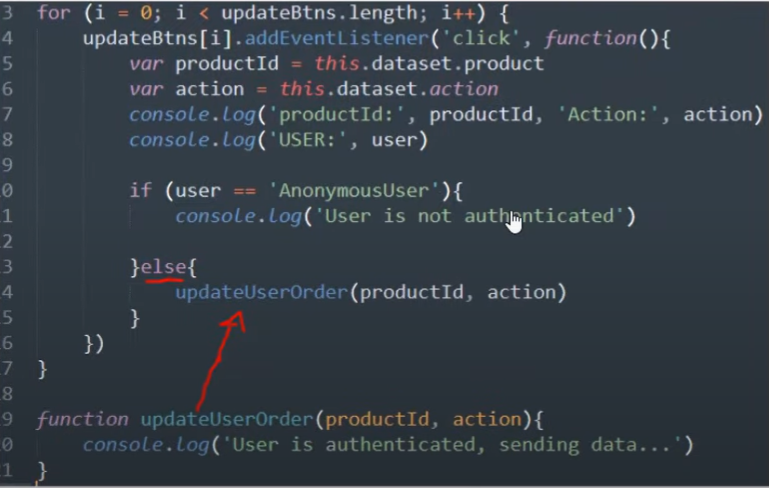 3 for (i = 0; i < updateBtns.length; i++) {
4 updateBtns[i].addEventListener('click', function(){
5 var productId = this.dataset.product
6 var action = this.dataset.action
7 console.log('productId:', productId, 'Action:', action)
8 console.log('USER:', user)
9
0 if (user == 'AnonymousUser'){
1 console.log('User is not authenticated')
2
3 }else{
4 updateUserOrder(productId, action)
5 }
6 })
7 }
8
9 function updateUserOrder(productId, action){
0 console.log('User is authenticated, sending data...')
1 }